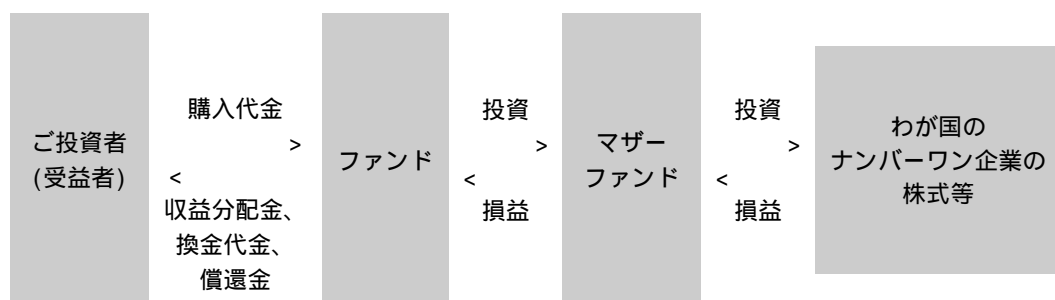 ご投資者
(受益者)
購入代金
>
<
収益分配金、
換金代金、
償還金
ファンド
投資
>
<
損益
マザー
ファンド
投資
>
<
損益
わが国の
ナンバーワン企業の
株式等